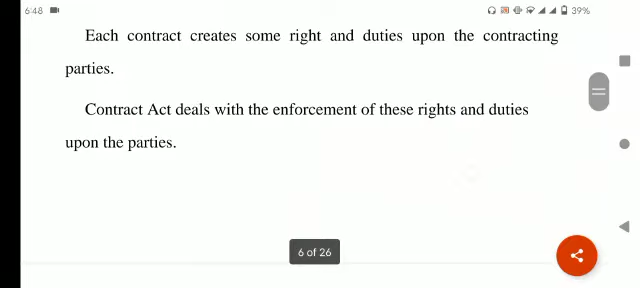 6:48 39%
Each contract creates some right and duties upon the contracting
parties.
Contract Act deals with the enforcement of these rights and duties
upon the parties.
6 of 26